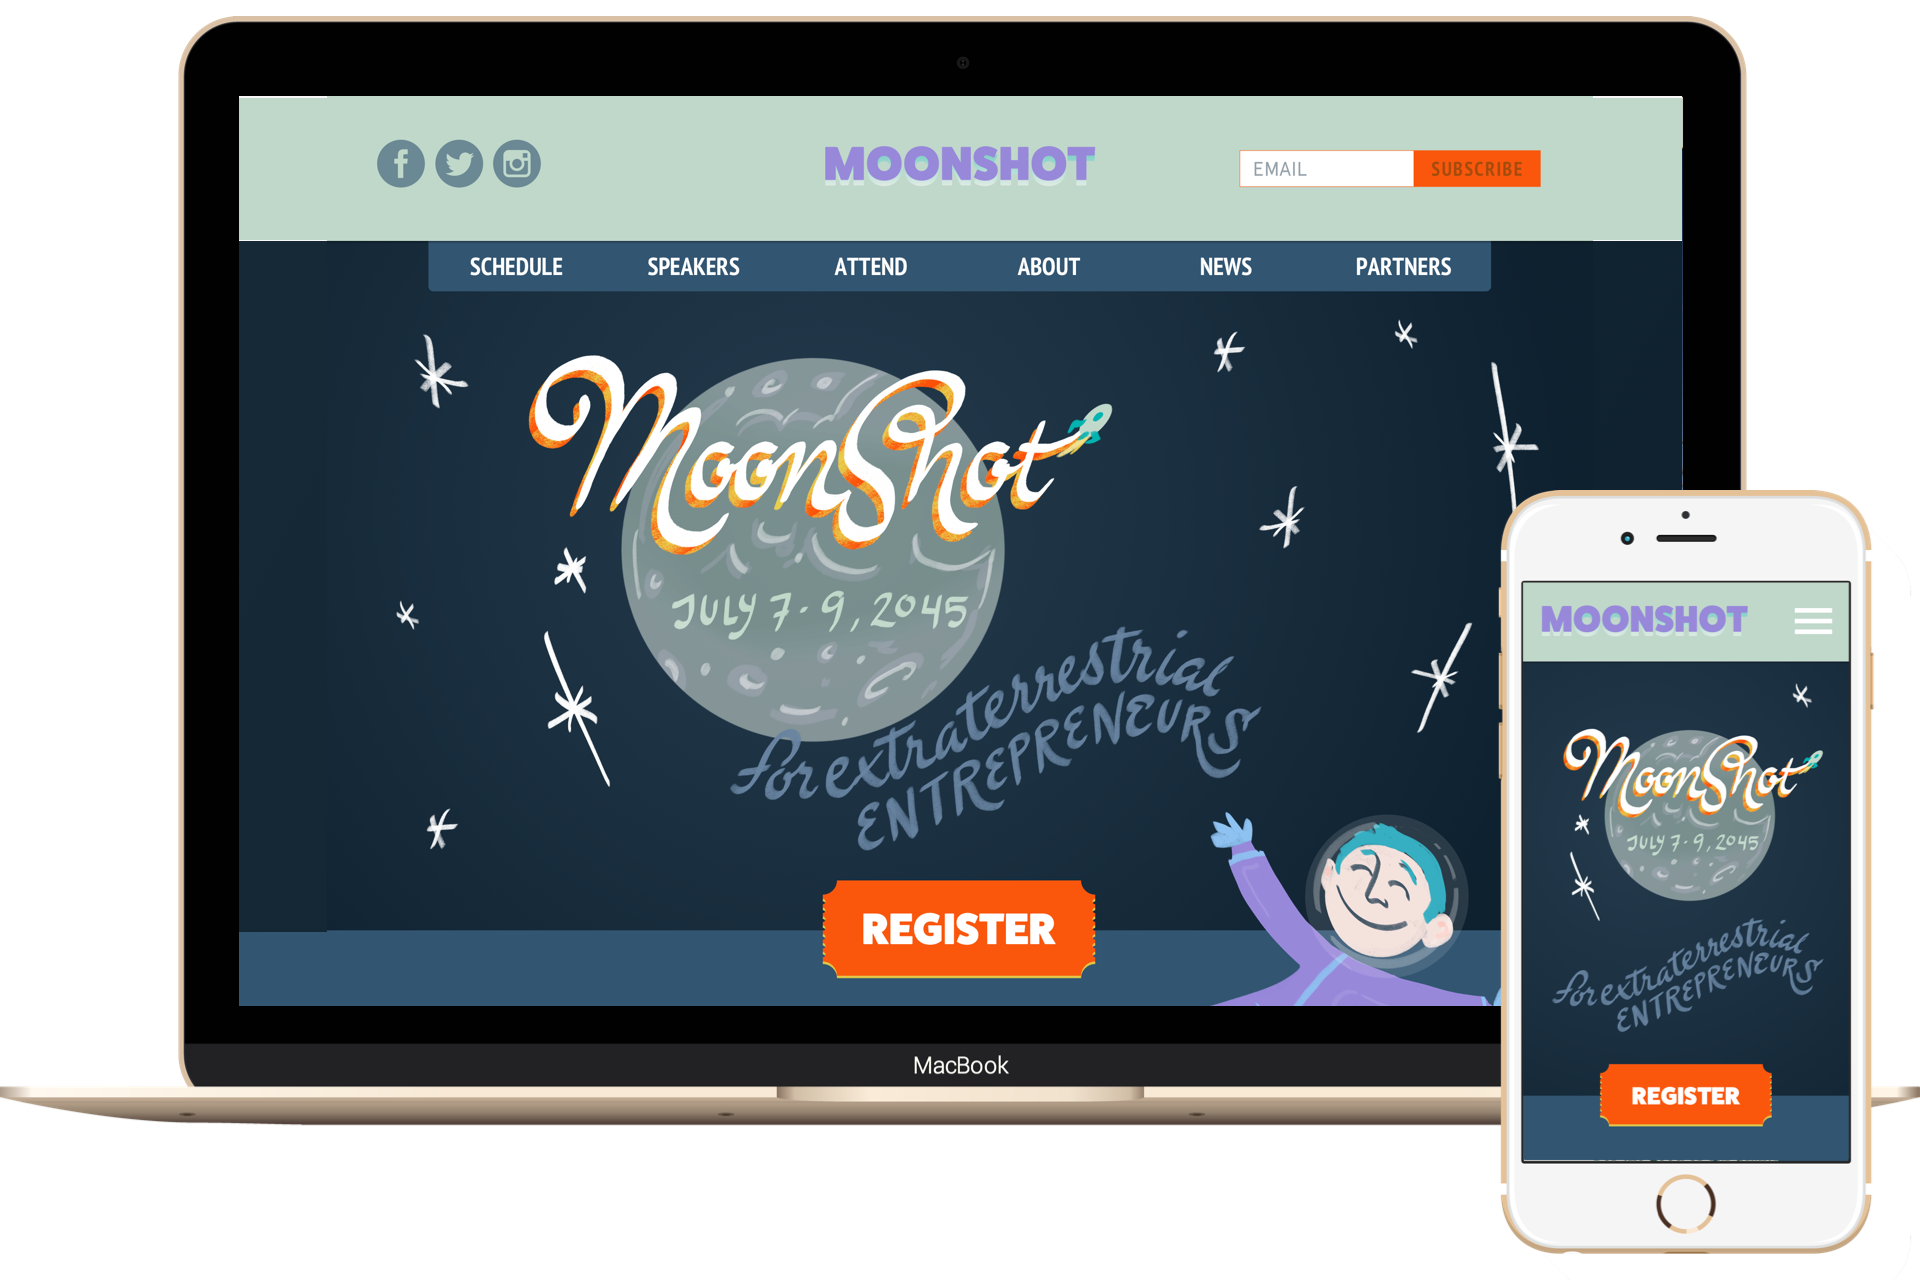 MOONSHOT
EMAIL
SUBSCRIBE
SCHEDULE SPEAKERS ATTEND ABOUT NEWS PARTNERS
MoonShot
JULY 7-9, 2045
For extraterrestrial
ENTREPRENEURS
REGISTER
MacBook
MOONSHOT
MoonShot
JULY 7-9, 2045
For extraterrestrial
ENTREPRENEURS
REGISTER